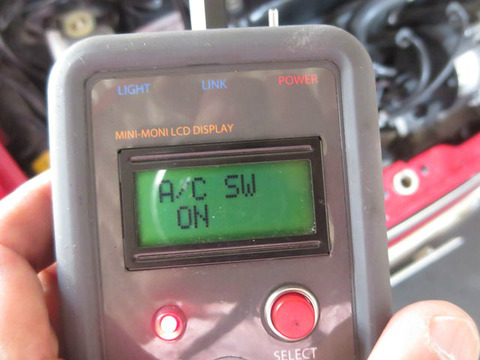 LIGHT LINK POWER
MINI-MONI LCD DISPLAY
A/C SW
ON
SELECT